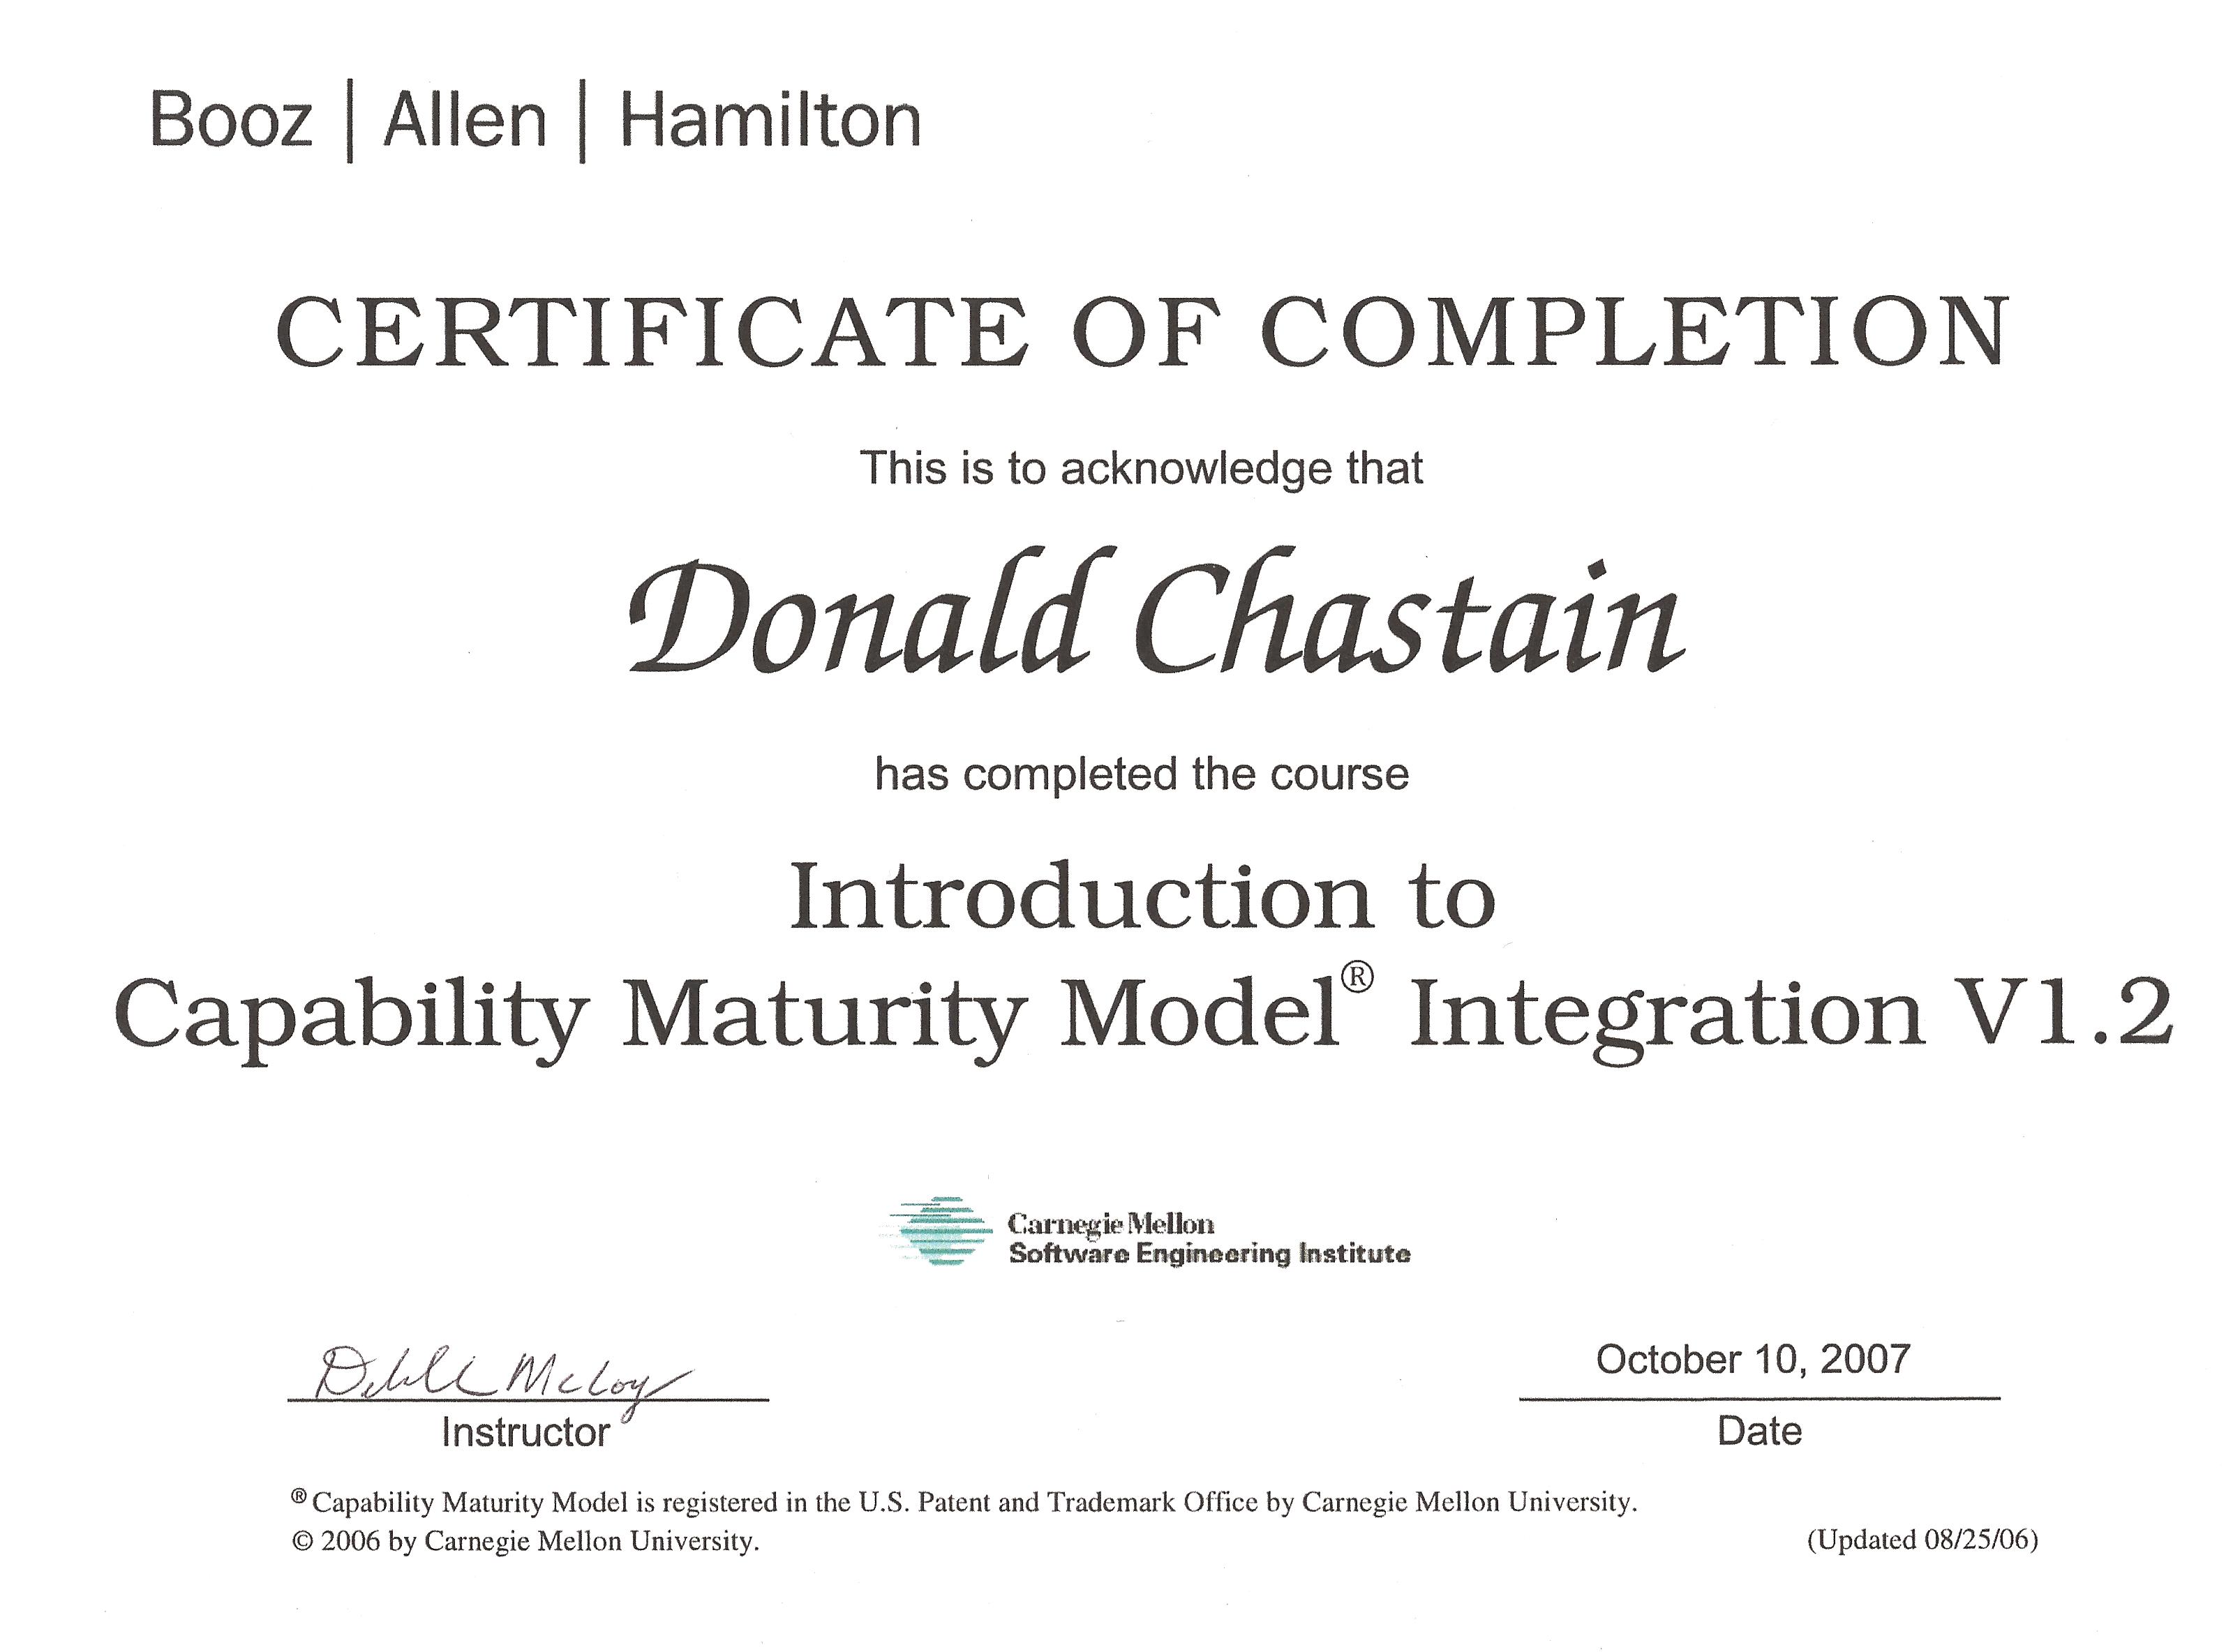 Booz | Allen | Hamilton
CERTIFICATE OF COMPLETION
This is to acknowledge that
Donald Chastain
has completed the course
Introduction to
Capability Maturity Model® Integration V1.2
Carnegie Mellon
Software Engineering Institute
McCoy
Instructor
October 10, 2007
Date
® Capability Maturity Model is registered in the U.S. Patent and Trademark Office by Carnegie Mellon University.
© 2006 by Carnegie Mellon University.
(Updated 08/25/06)